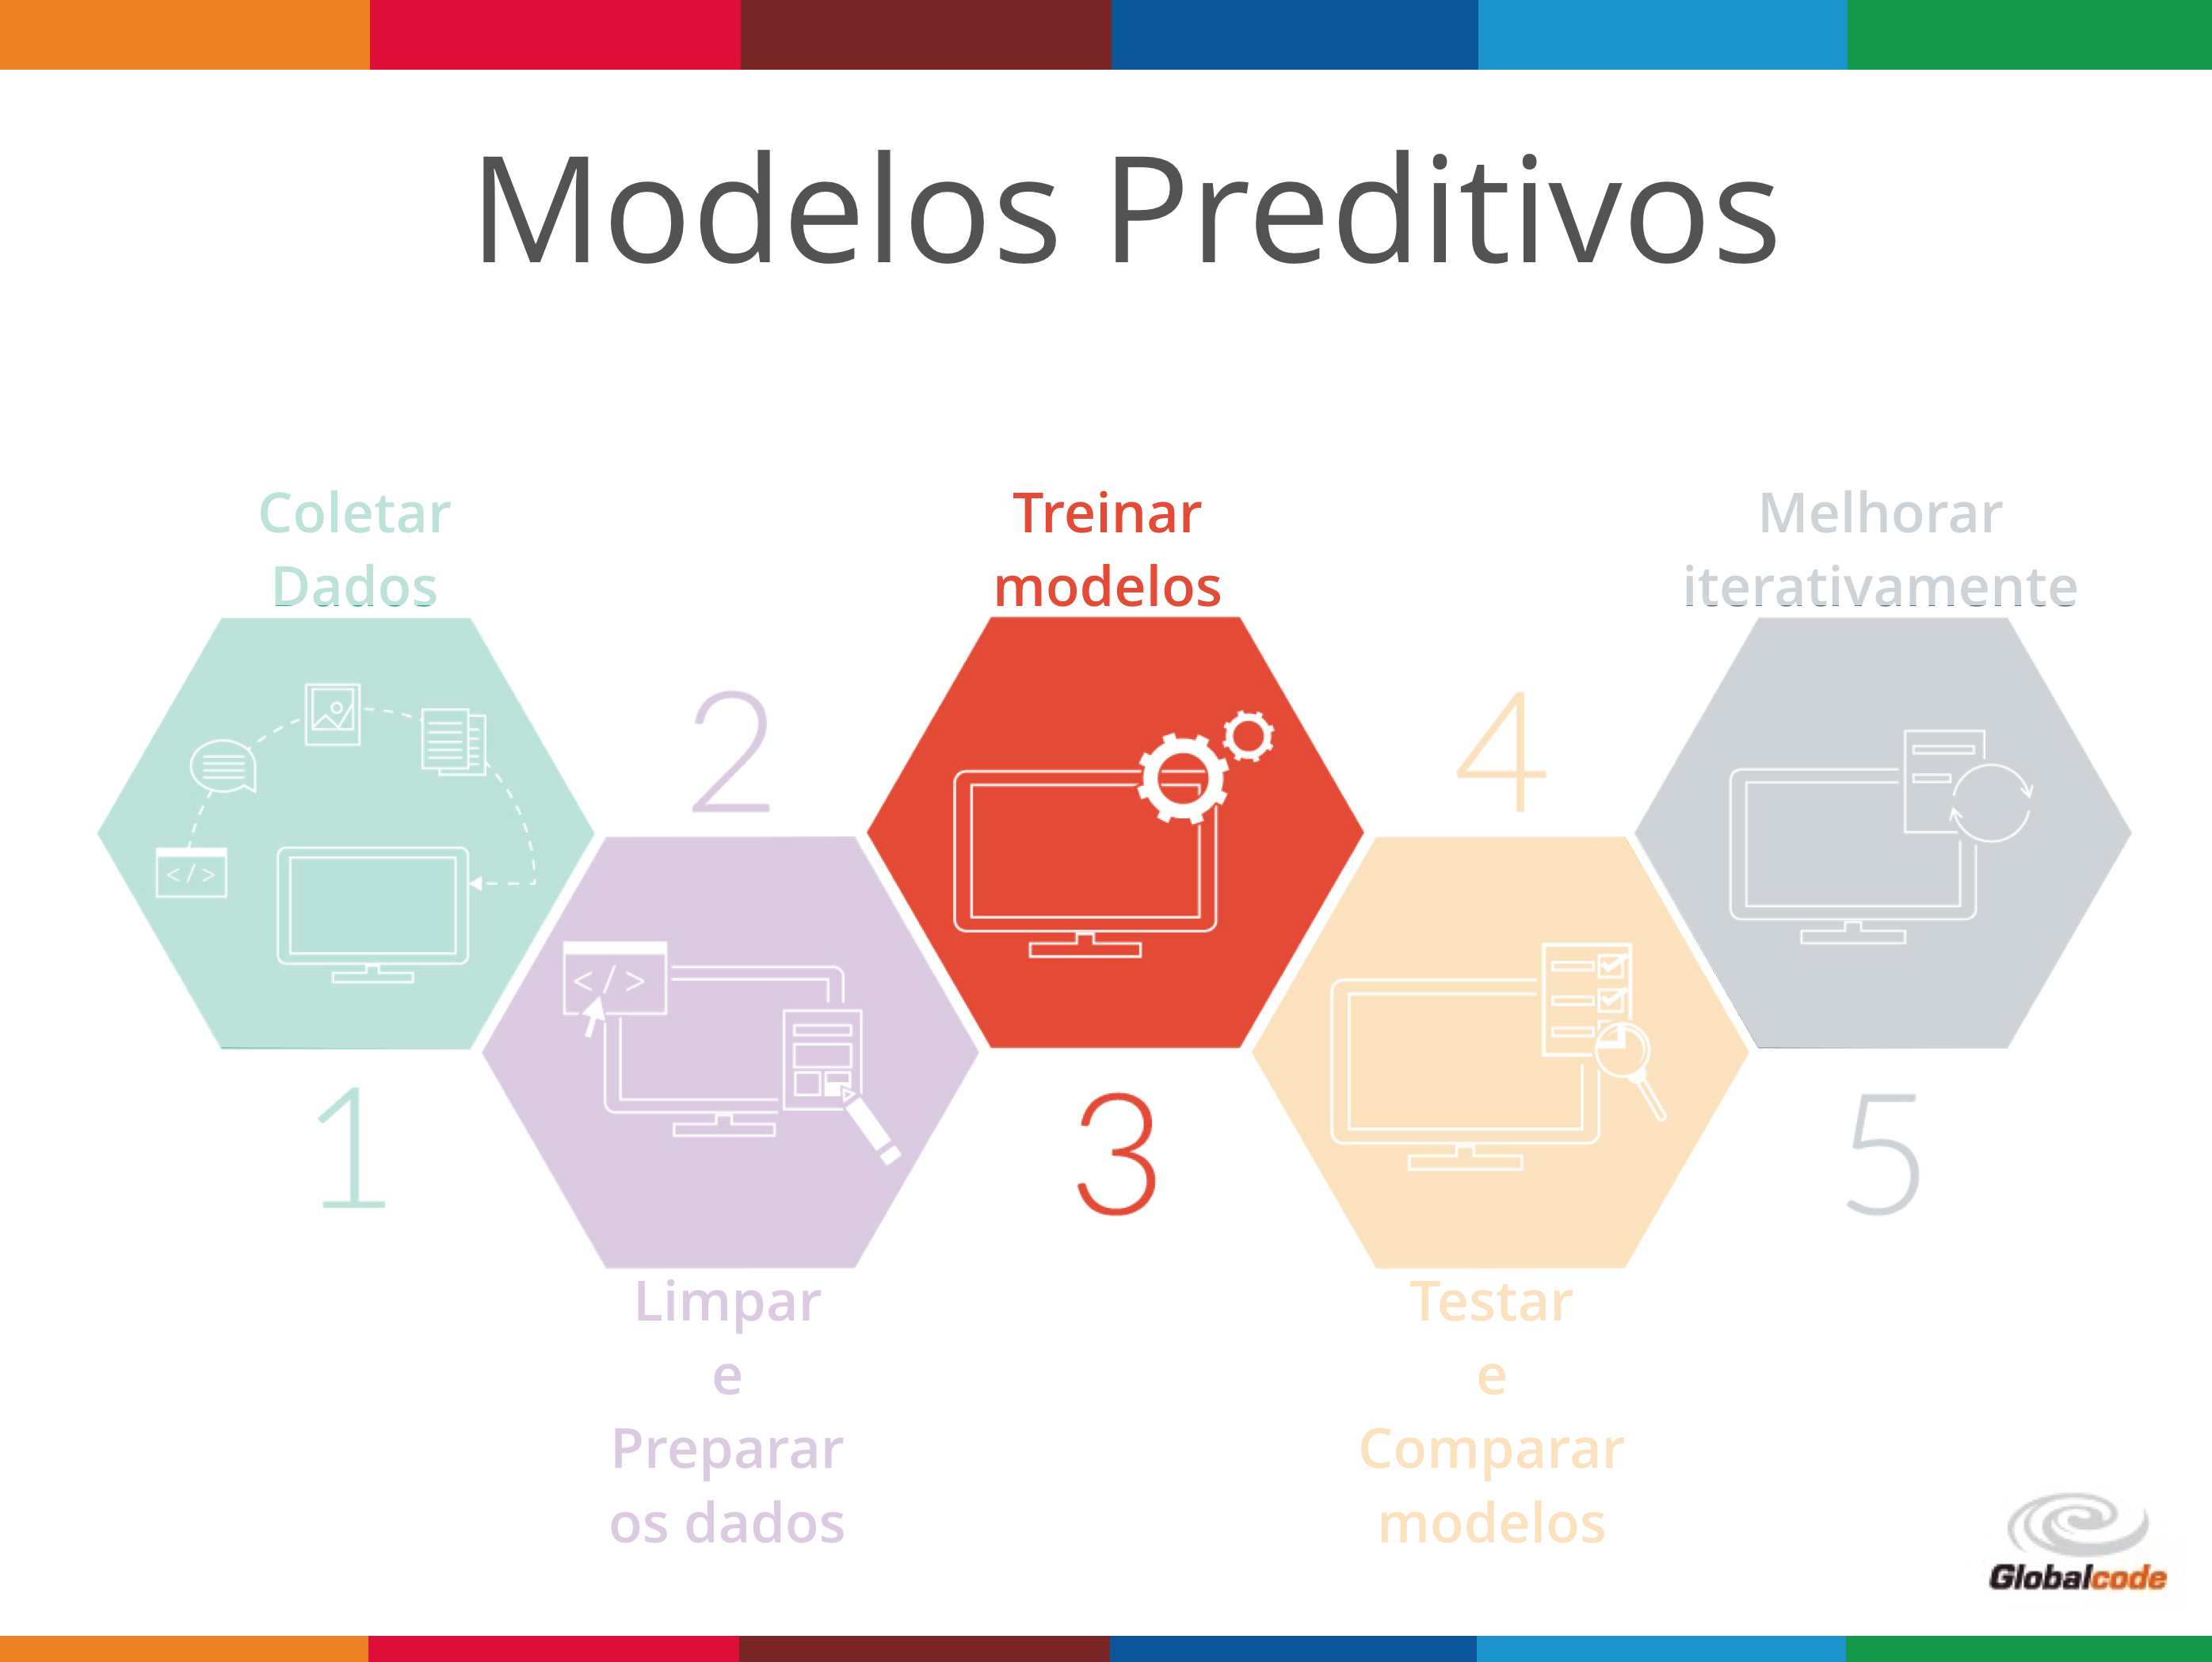 Modelos Preditivos
Coletar
Dados
1
2
Limpar
e
Preparar
os dados
Treinar
modelos
3
4
Testar
e
Comparar
modelos
Melhorar
iterativamente
5
</>
</>
Globalcode